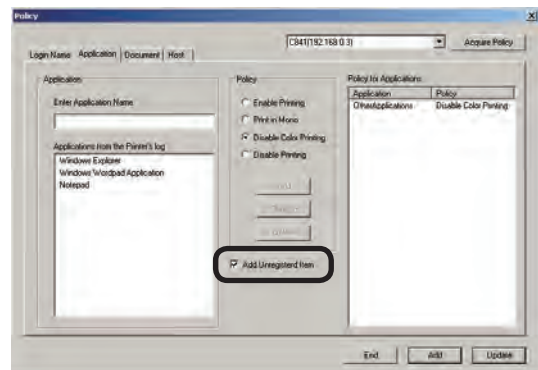 Policy
C841(192.168.0.3)
Acquire Policy
Login Name Application Document Host
Application
Enter Application Name
Applications from the Printer's log
Windows Explorer
Windows Wordpad Application
Notepad
Policy
Enable Printing
Print in Mono
Disable Color Printing
Disable Printing
Add Unregisterd Item
Policy for Applications
Application Policy
OtherApplications Disable Color Printing
End Add Update